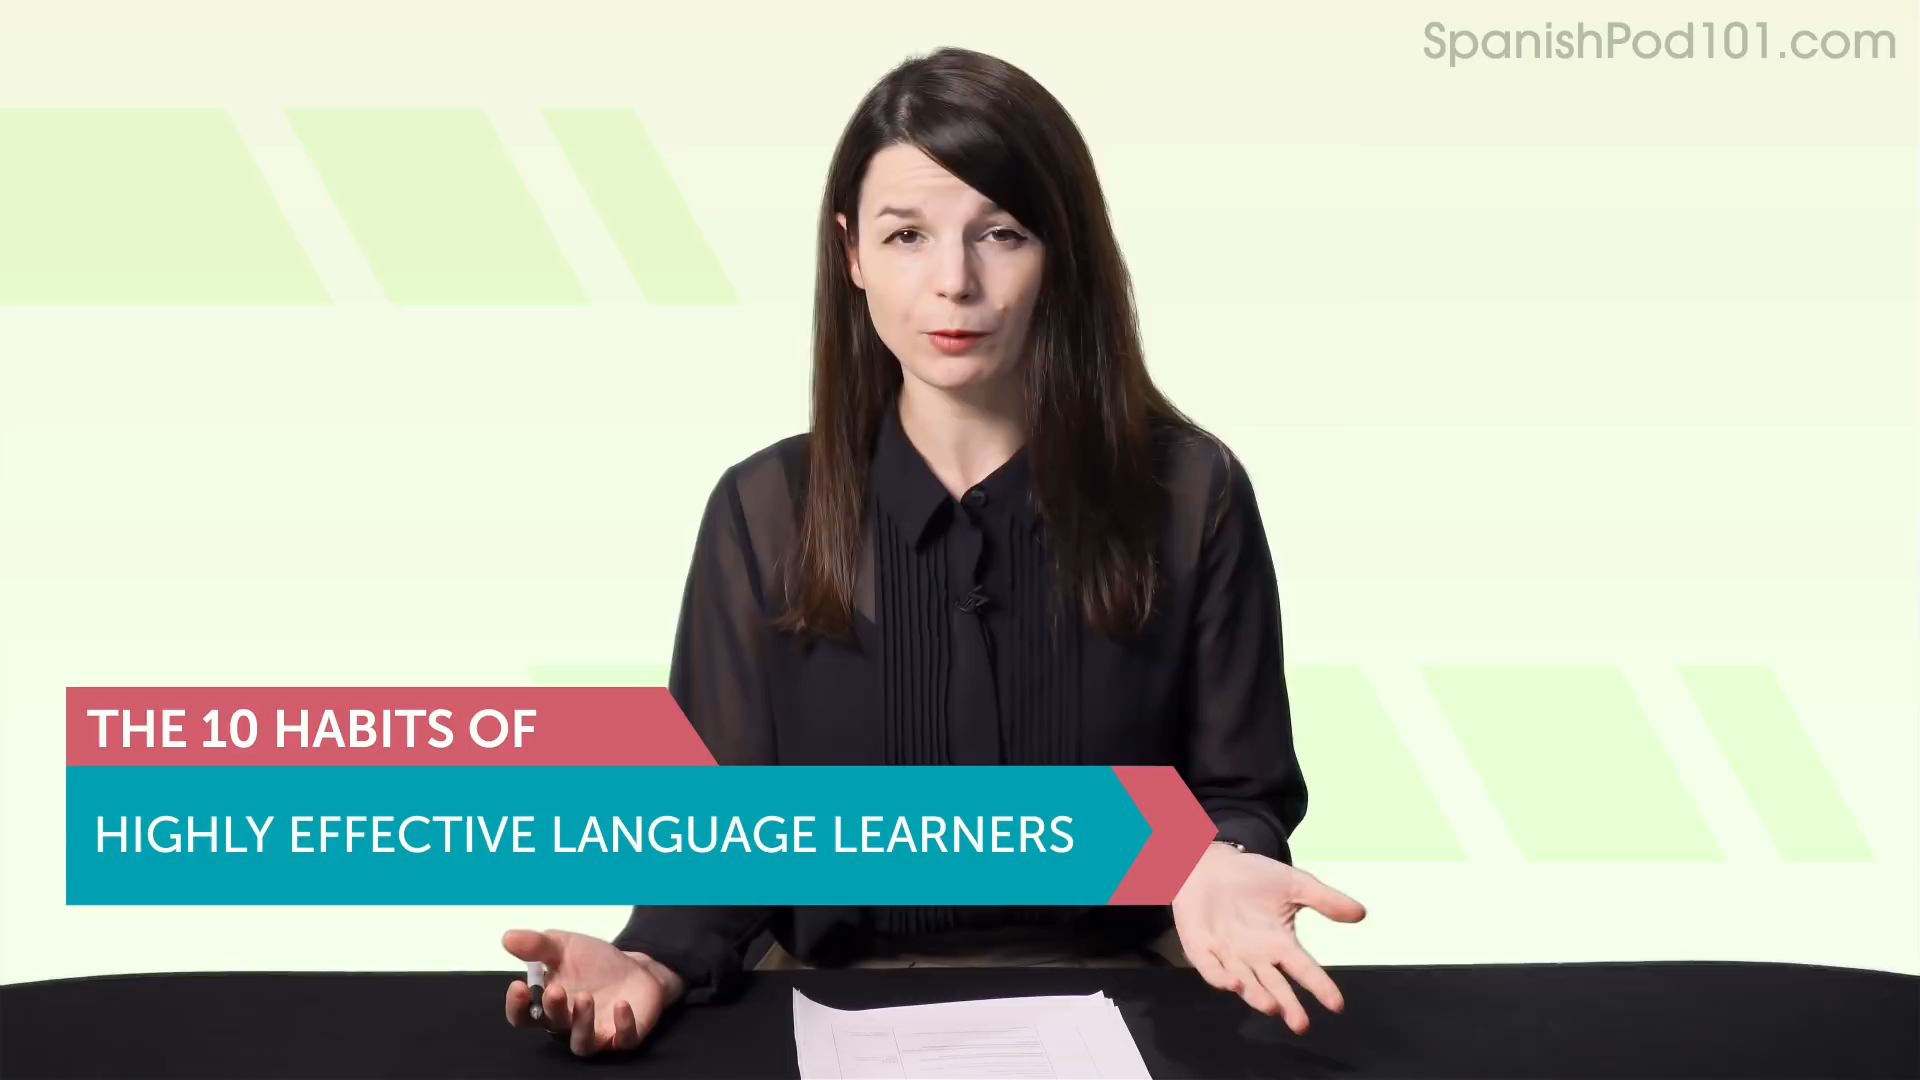 SpanishPod101.com
THE 10 HABITS OF
HIGHLY EFFECTIVE LANGUAGE LEARNERS